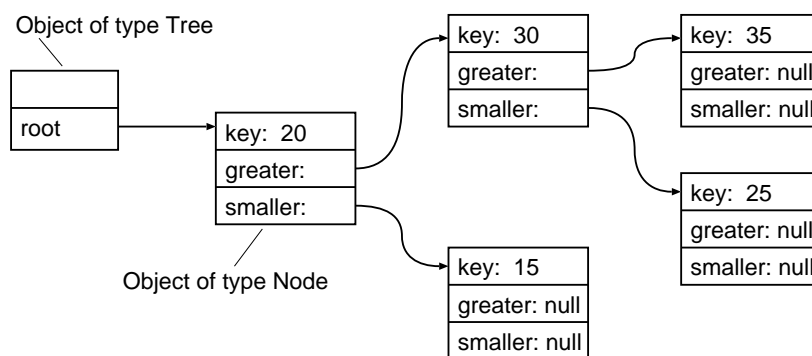 Object of type Tree
root
key: 20
greater:
smaller:
Object of type Node
key: 30
greater:
smaller:
key: 15
greater: null
smaller: null
key: 35
greater: null
smaller: null
key: 25
greater: null
smaller: null